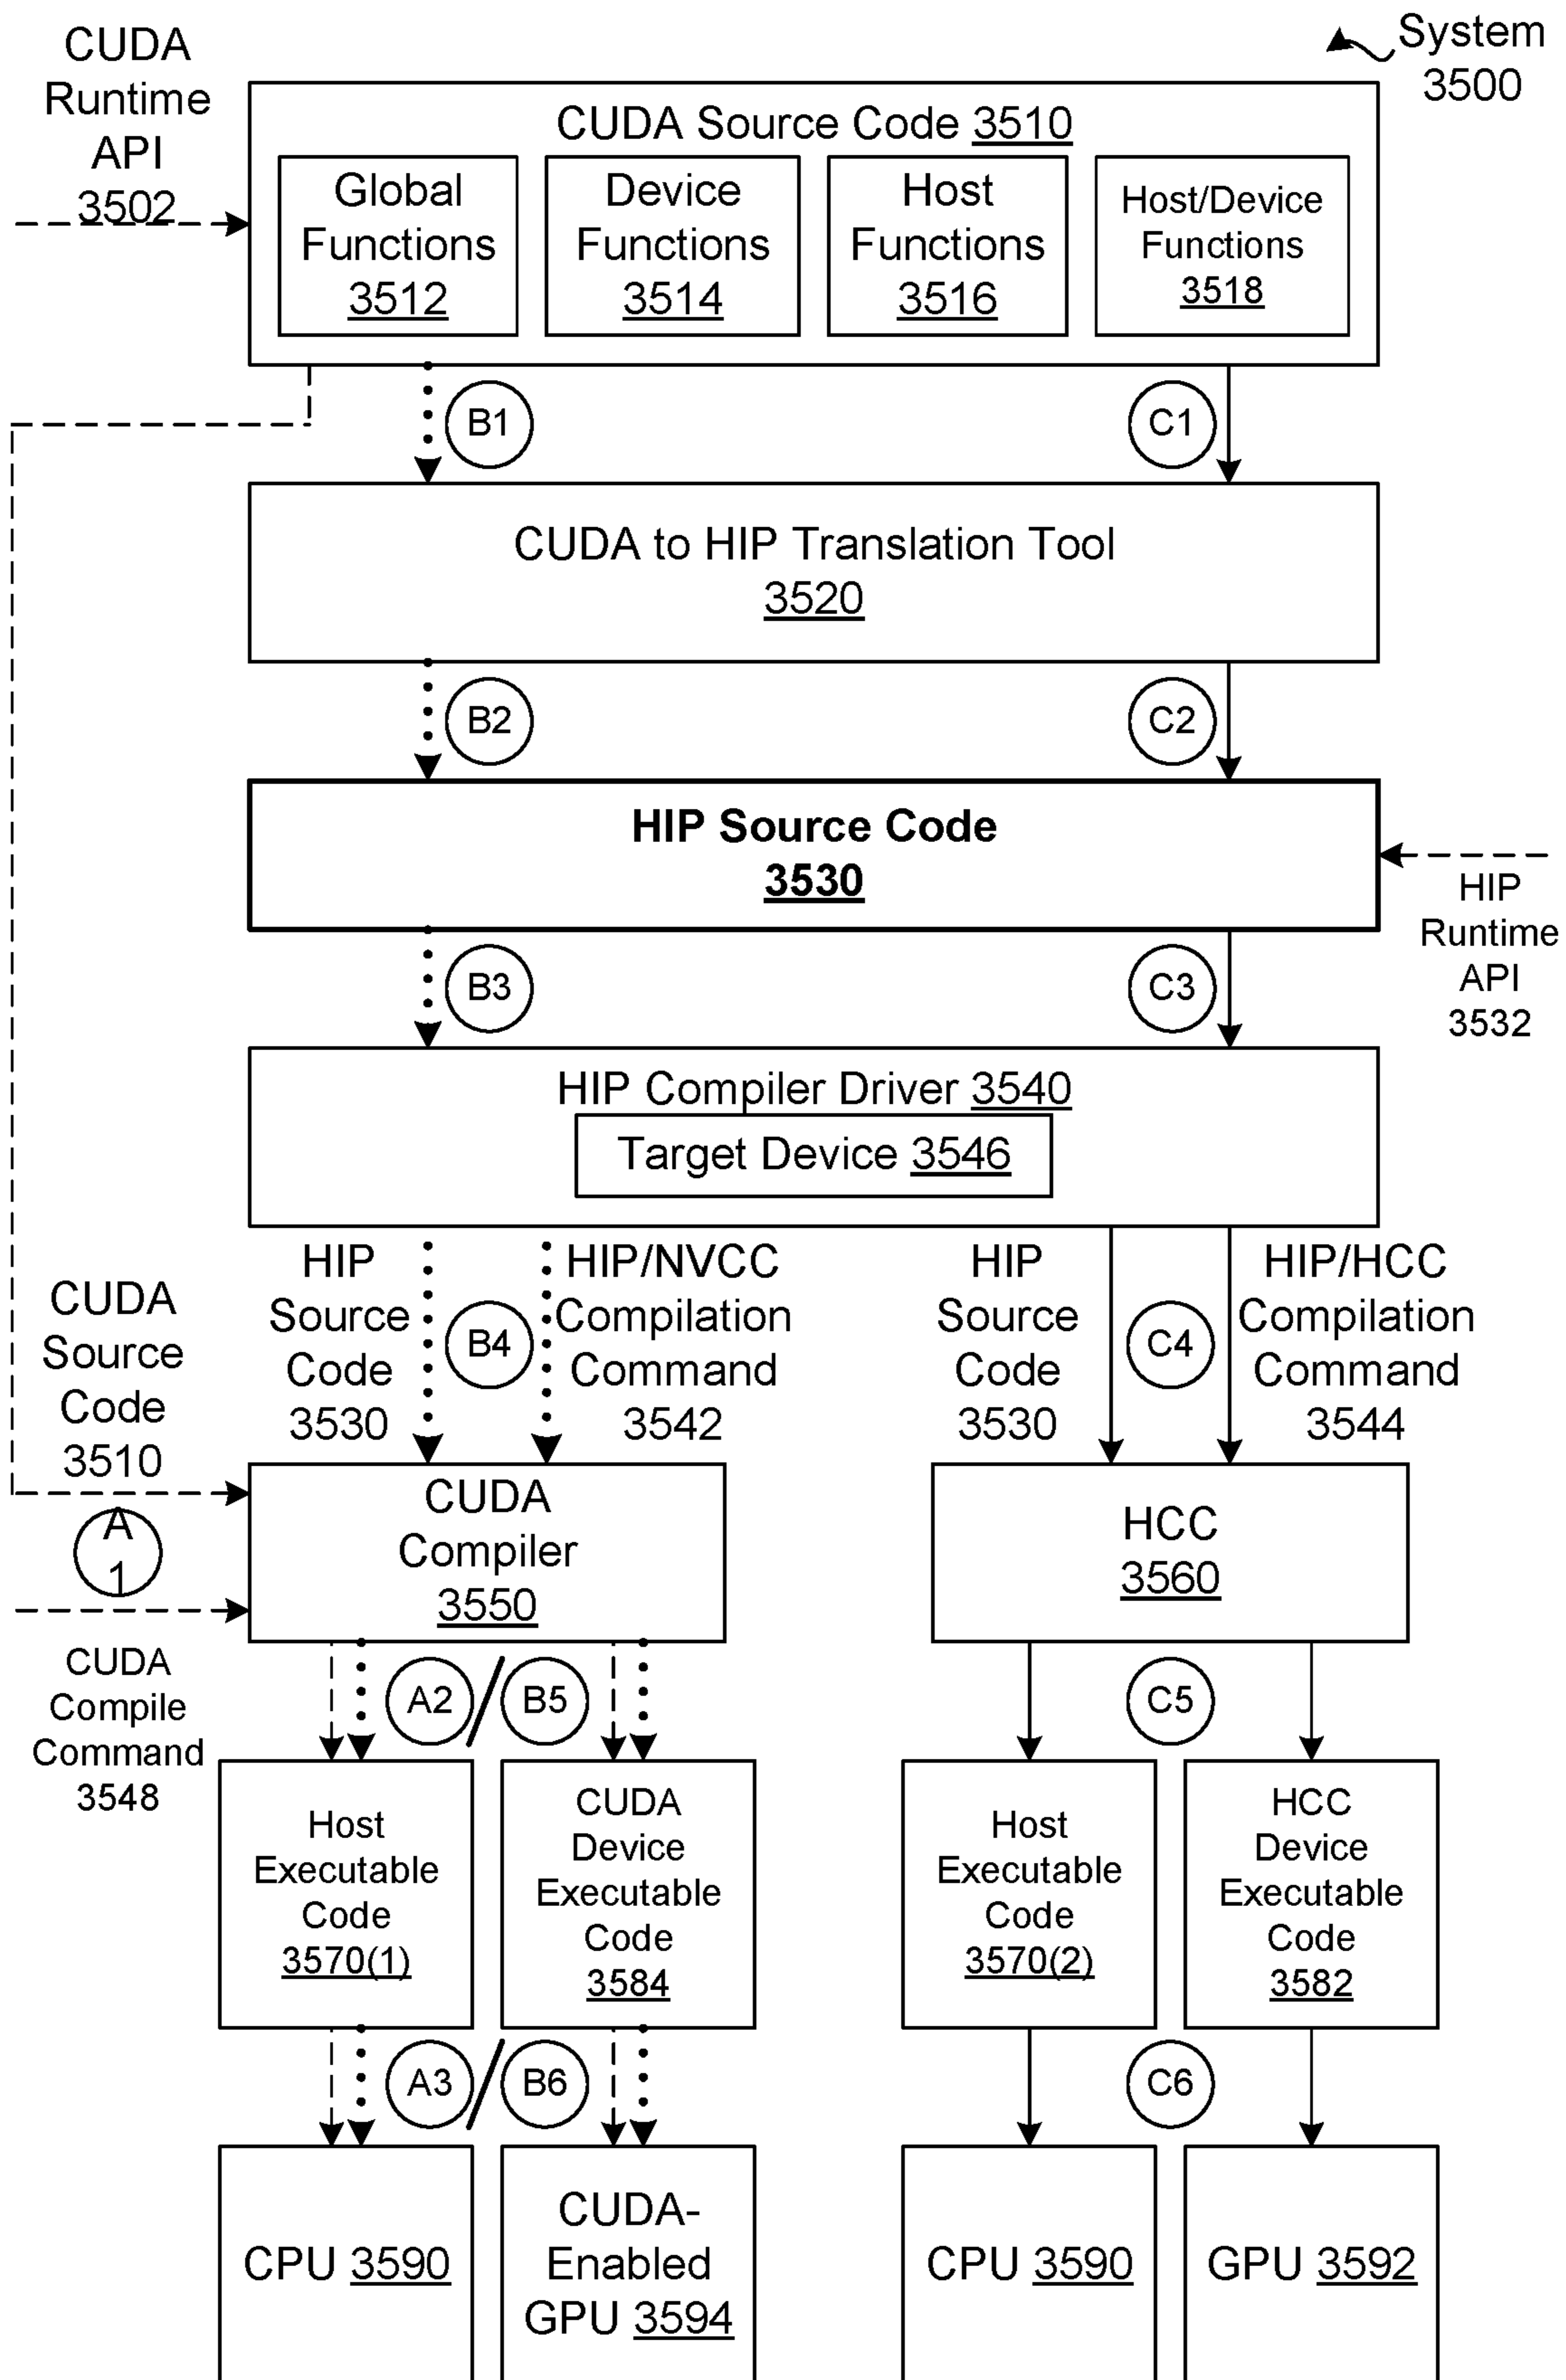 System
3500
CUDA
Runtime
API
3502
CUDA Source Code 3510
Global
Functions
3512
Device
Functions
3514
Host
Functions
3516
Host/Device
Functions
3518
B1
C1
CUDA to HIP Translation Tool
3520
B2
C2
HIP Source Code
3530
HIP
Runtime
API
3532
B3
C3
HIP Compiler Driver 3540
Target Device 3546
CUDA
Source
Code
3510
HIP
Source
Code
3530
B4
HIP/NVCC
Compilation
Command
3542
HIP
Source
Code
3530
C4
HIP/HCC
Compilation
Command
3544
A
1
CUDA
Compiler
3550
HCC
3560
CUDA
Compile
Command
3548
A2 / B5
C5
Host
Executable
Code
3570(1)
CUDA
Device
Executable
Code
3584
Host
Executable
Code
3570(2)
HCC
Device
Executable
Code
3582
A3 / B6
C6
CPU 3590
CUDA-
Enabled
GPU 3594
CPU 3590
GPU 3592